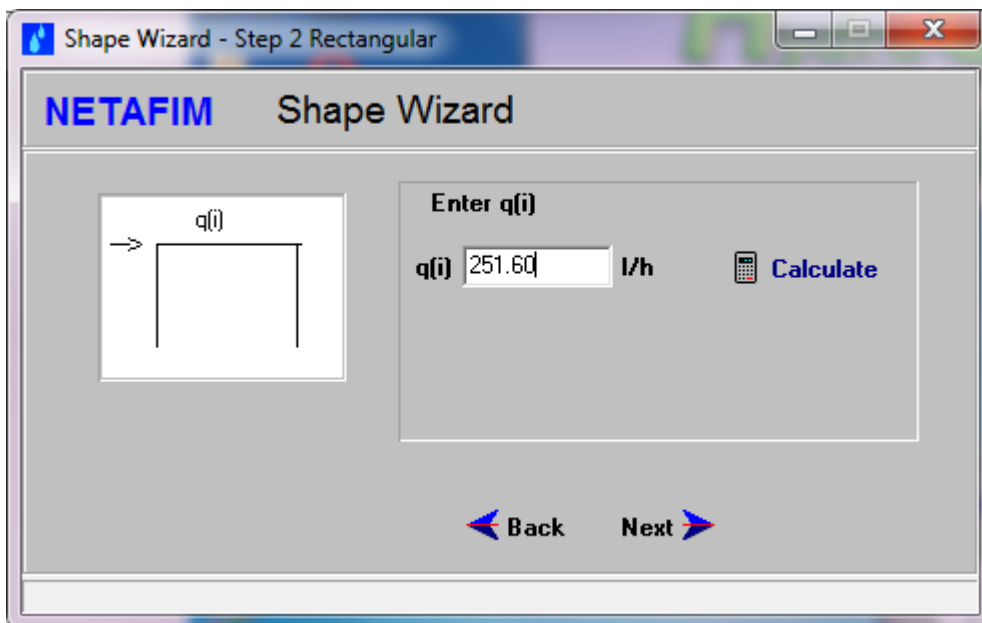 Shape Wizard - Step 2 Rectangular
NETAFIM Shape Wizard
q(i)
Enter q(i)
q(i) 251.60 l/h Calculate
Back Next